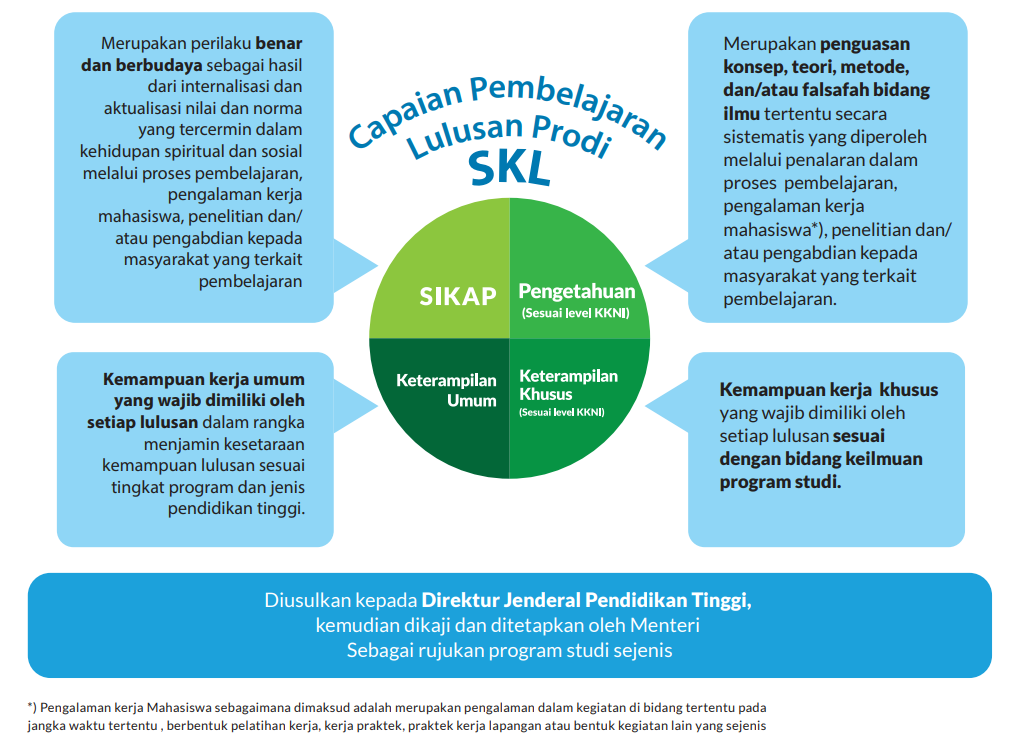 Merupakan perilaku benar
dan berbudaya sebagai hasil
dari internalisasi dan
aktualisasi nilai dan norma
yang tercermin dalam
kehidupan spiritual dan sosial
melalui proses pembelajaran,
pengalaman kerja
mahasiswa, penelitian dan/
atau pengabdian kepada
masyarakat yang terkait
pembelajaran
Capaian Pembelajaran
Lulusan Prodi
SKL
Merupakan penguasan
konsep, teori, metode,
dan/atau falsafah bidang
ilmu tertentu secara
sistematis yang diperoleh
melalui penalaran dalam
proses pembelajaran,
pengalaman kerja
mahasiswa*), penelitian dan/
atau pengabdian kepada
masyarakat yang terkait
pembelajaran.
SIKAP
Pengetahuan
(Sesuai level KKNI)
Keterampilan
Umum
Keterampilan
Khusus
(Sesuai level KKNI)
Kemampuan kerja umum
yang wajib dimiliki oleh
setiap lulusan dalam rangka
menjamin kesetaraan
kemampuan lulusan sesuai
tingkat program dan jenis
pendidikan tinggi.
Kemampuan kerja khusus
yang wajib dimiliki oleh
setiap lulusan sesuai
dengan bidang keilmuan
program studi.
Diusulkan kepada Direktur Jenderal Pendidikan Tinggi,
kemudian dikaji dan ditetapkan oleh Menteri
Sebagai rujukan program studi sejenis
*) Pengalaman kerja Mahasiswa sebagaimana dimaksud adalah merupakan pengalaman dalam kegiatan di bidang tertentu pada
jangka waktu tertentu , berbentuk pelatihan kerja, kerja praktek, praktek kerja lapangan atau bentuk kegiatan lain yang sejenis